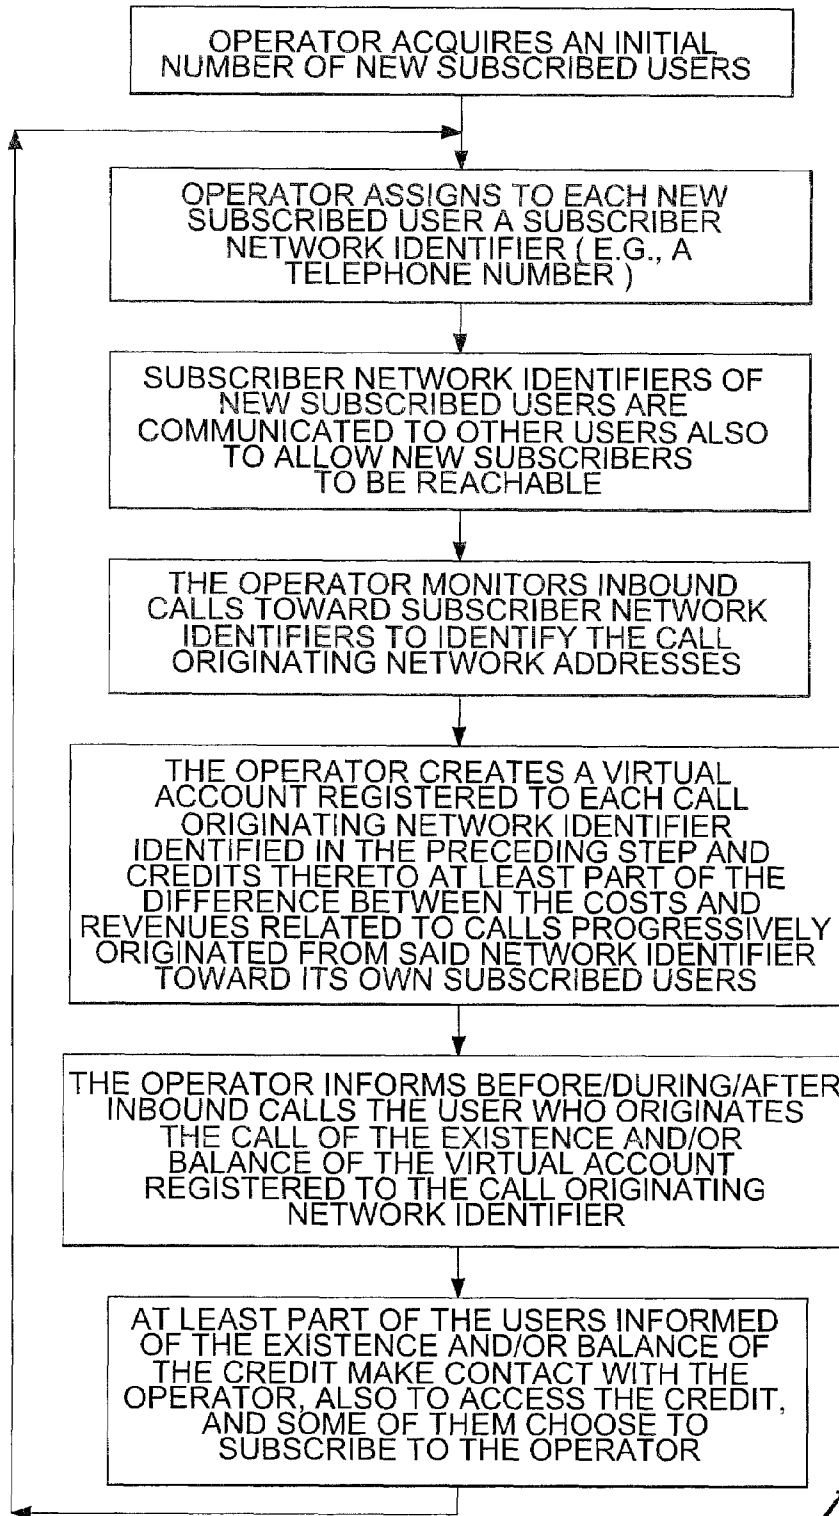 OPERATOR ACQUIRES AN INITIAL
NUMBER OF NEW SUBSCRIBED USERS
OPERATOR ASSIGNS TO EACH NEW
SUBSCRIBED USER A SUBSCRIBER
NETWORK IDENTIFIER ( E.G., A
TELEPHONE NUMBER )
SUBSCRIBER NETWORK IDENTIFIERS OF
NEW SUBSCRIBED USERS ARE
COMMUNICATED TO OTHER USERS ALSO
TO ALLOW NEW SUBSCRIBERS
TO BE REACHABLE
THE OPERATOR MONITORS INBOUND
CALLS TOWARD SUBSCRIBER NETWORK
IDENTIFIERS TO IDENTIFY THE CALL
ORIGINATING NETWORK ADDRESSES
THE OPERATOR CREATES A VIRTUAL
ACCOUNT REGISTERED TO EACH CALL
ORIGINATING NETWORK IDENTIFIER
IDENTIFIED IN THE PRECEDING STEP AND
CREDITS THERETO AT LEAST PART OF THE
DIFFERENCE BETWEEN THE COSTS AND
REVENUES RELATED TO CALLS PROGRESSIVELY
ORIGINATED FROM SAID NETWORK IDENTIFIER
TOWARD ITS OWN SUBSCRIBED USERS
THE OPERATOR INFORMS BEFORE/DURING/AFTER
INBOUND CALLS THE USER WHO ORIGINATES
THE CALL OF THE EXISTENCE AND/OR
BALANCE OF THE VIRTUAL ACCOUNT
REGISTERED TO THE CALL ORIGINATING
NETWORK IDENTIFIER
AT LEAST PART OF THE USERS INFORMED
OF THE EXISTENCE AND/OR BALANCE OF
THE CREDIT MAKE CONTACT WITH THE
OPERATOR, ALSO TO ACCESS THE CREDIT,
AND SOME OF THEM CHOOSE TO
SUBSCRIBE TO THE OPERATOR